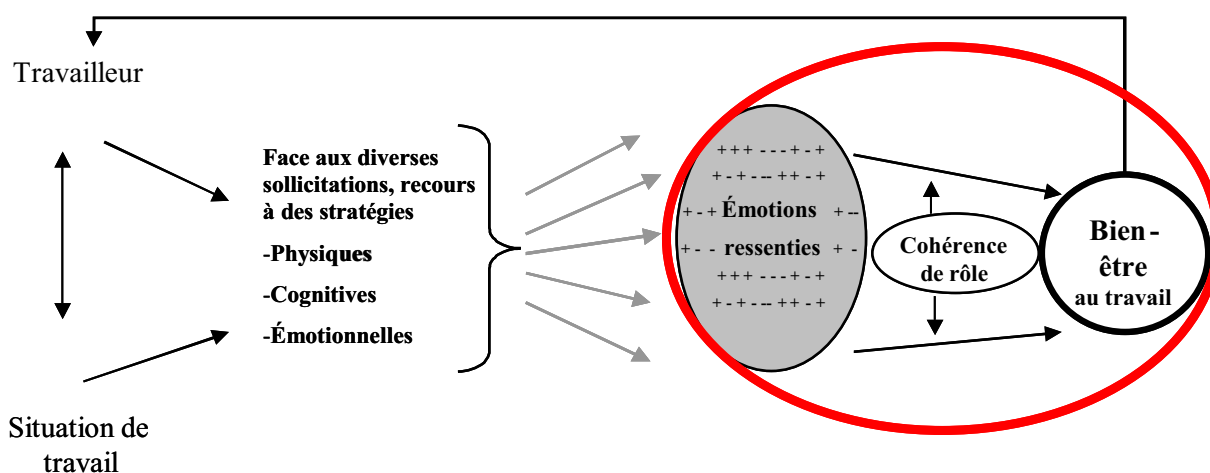 Travailleur
Face aux diverses
sollicitations, recours
à des stratégies
-Physiques
-Cognitives
-Émotionnelles
Situation de
travail
+ + + - - - + - +
+ - + - -- + + - +
+ - + Émotions + --
+ - - ressenties + -
+ + + - - - + - +
+ - + - -- + + - +
Cohérence
de rôle
Bien -
être
au travail